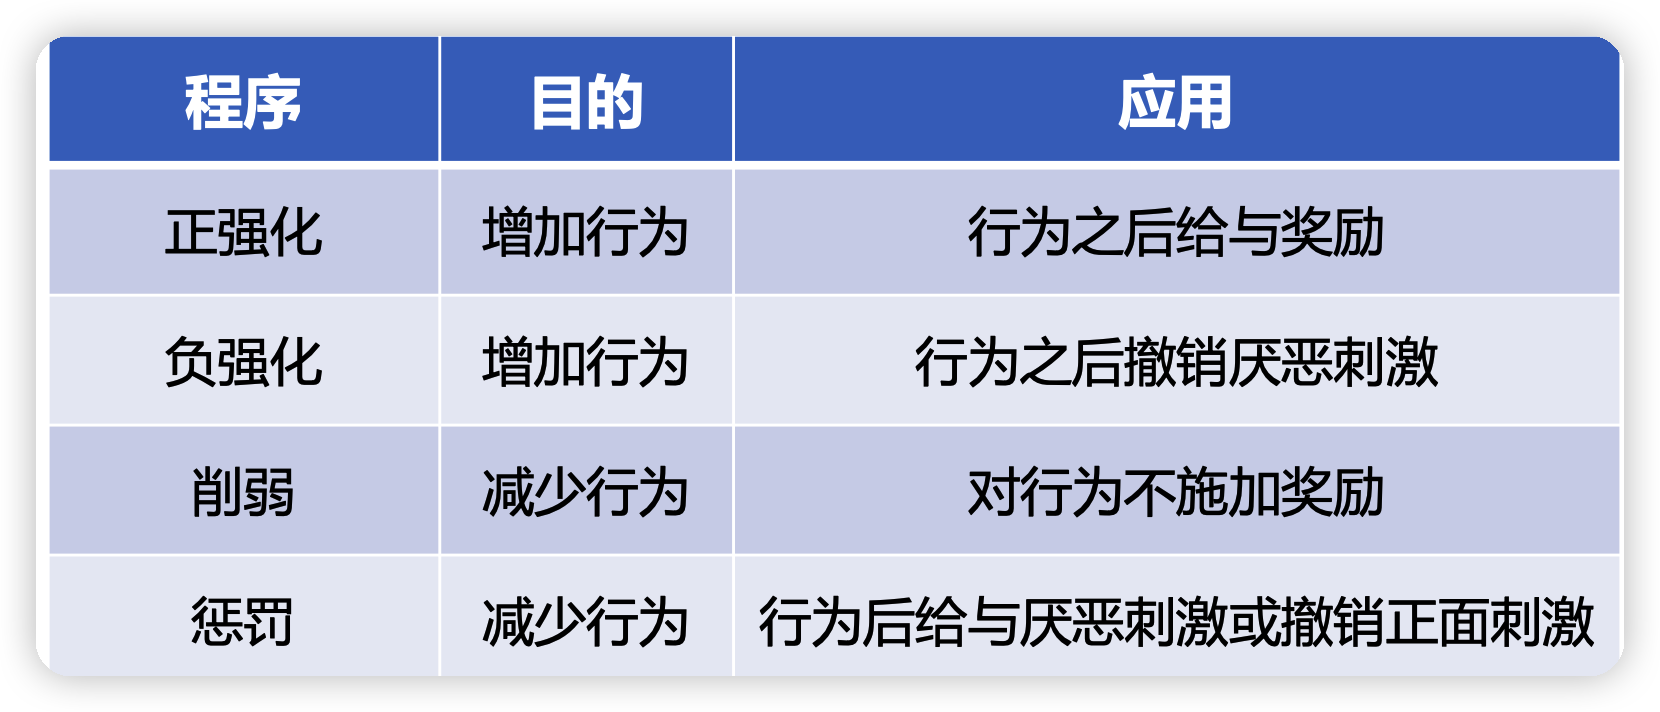 程序 目的 应用
正强化 增加行为 行为之后给与奖励
负强化 增加行为 行为之后撤销厌恶刺激
削弱 减少行为 对行为不施加奖励
惩罚 减少行为 行为后给与厌恶刺激或撤销正面刺激